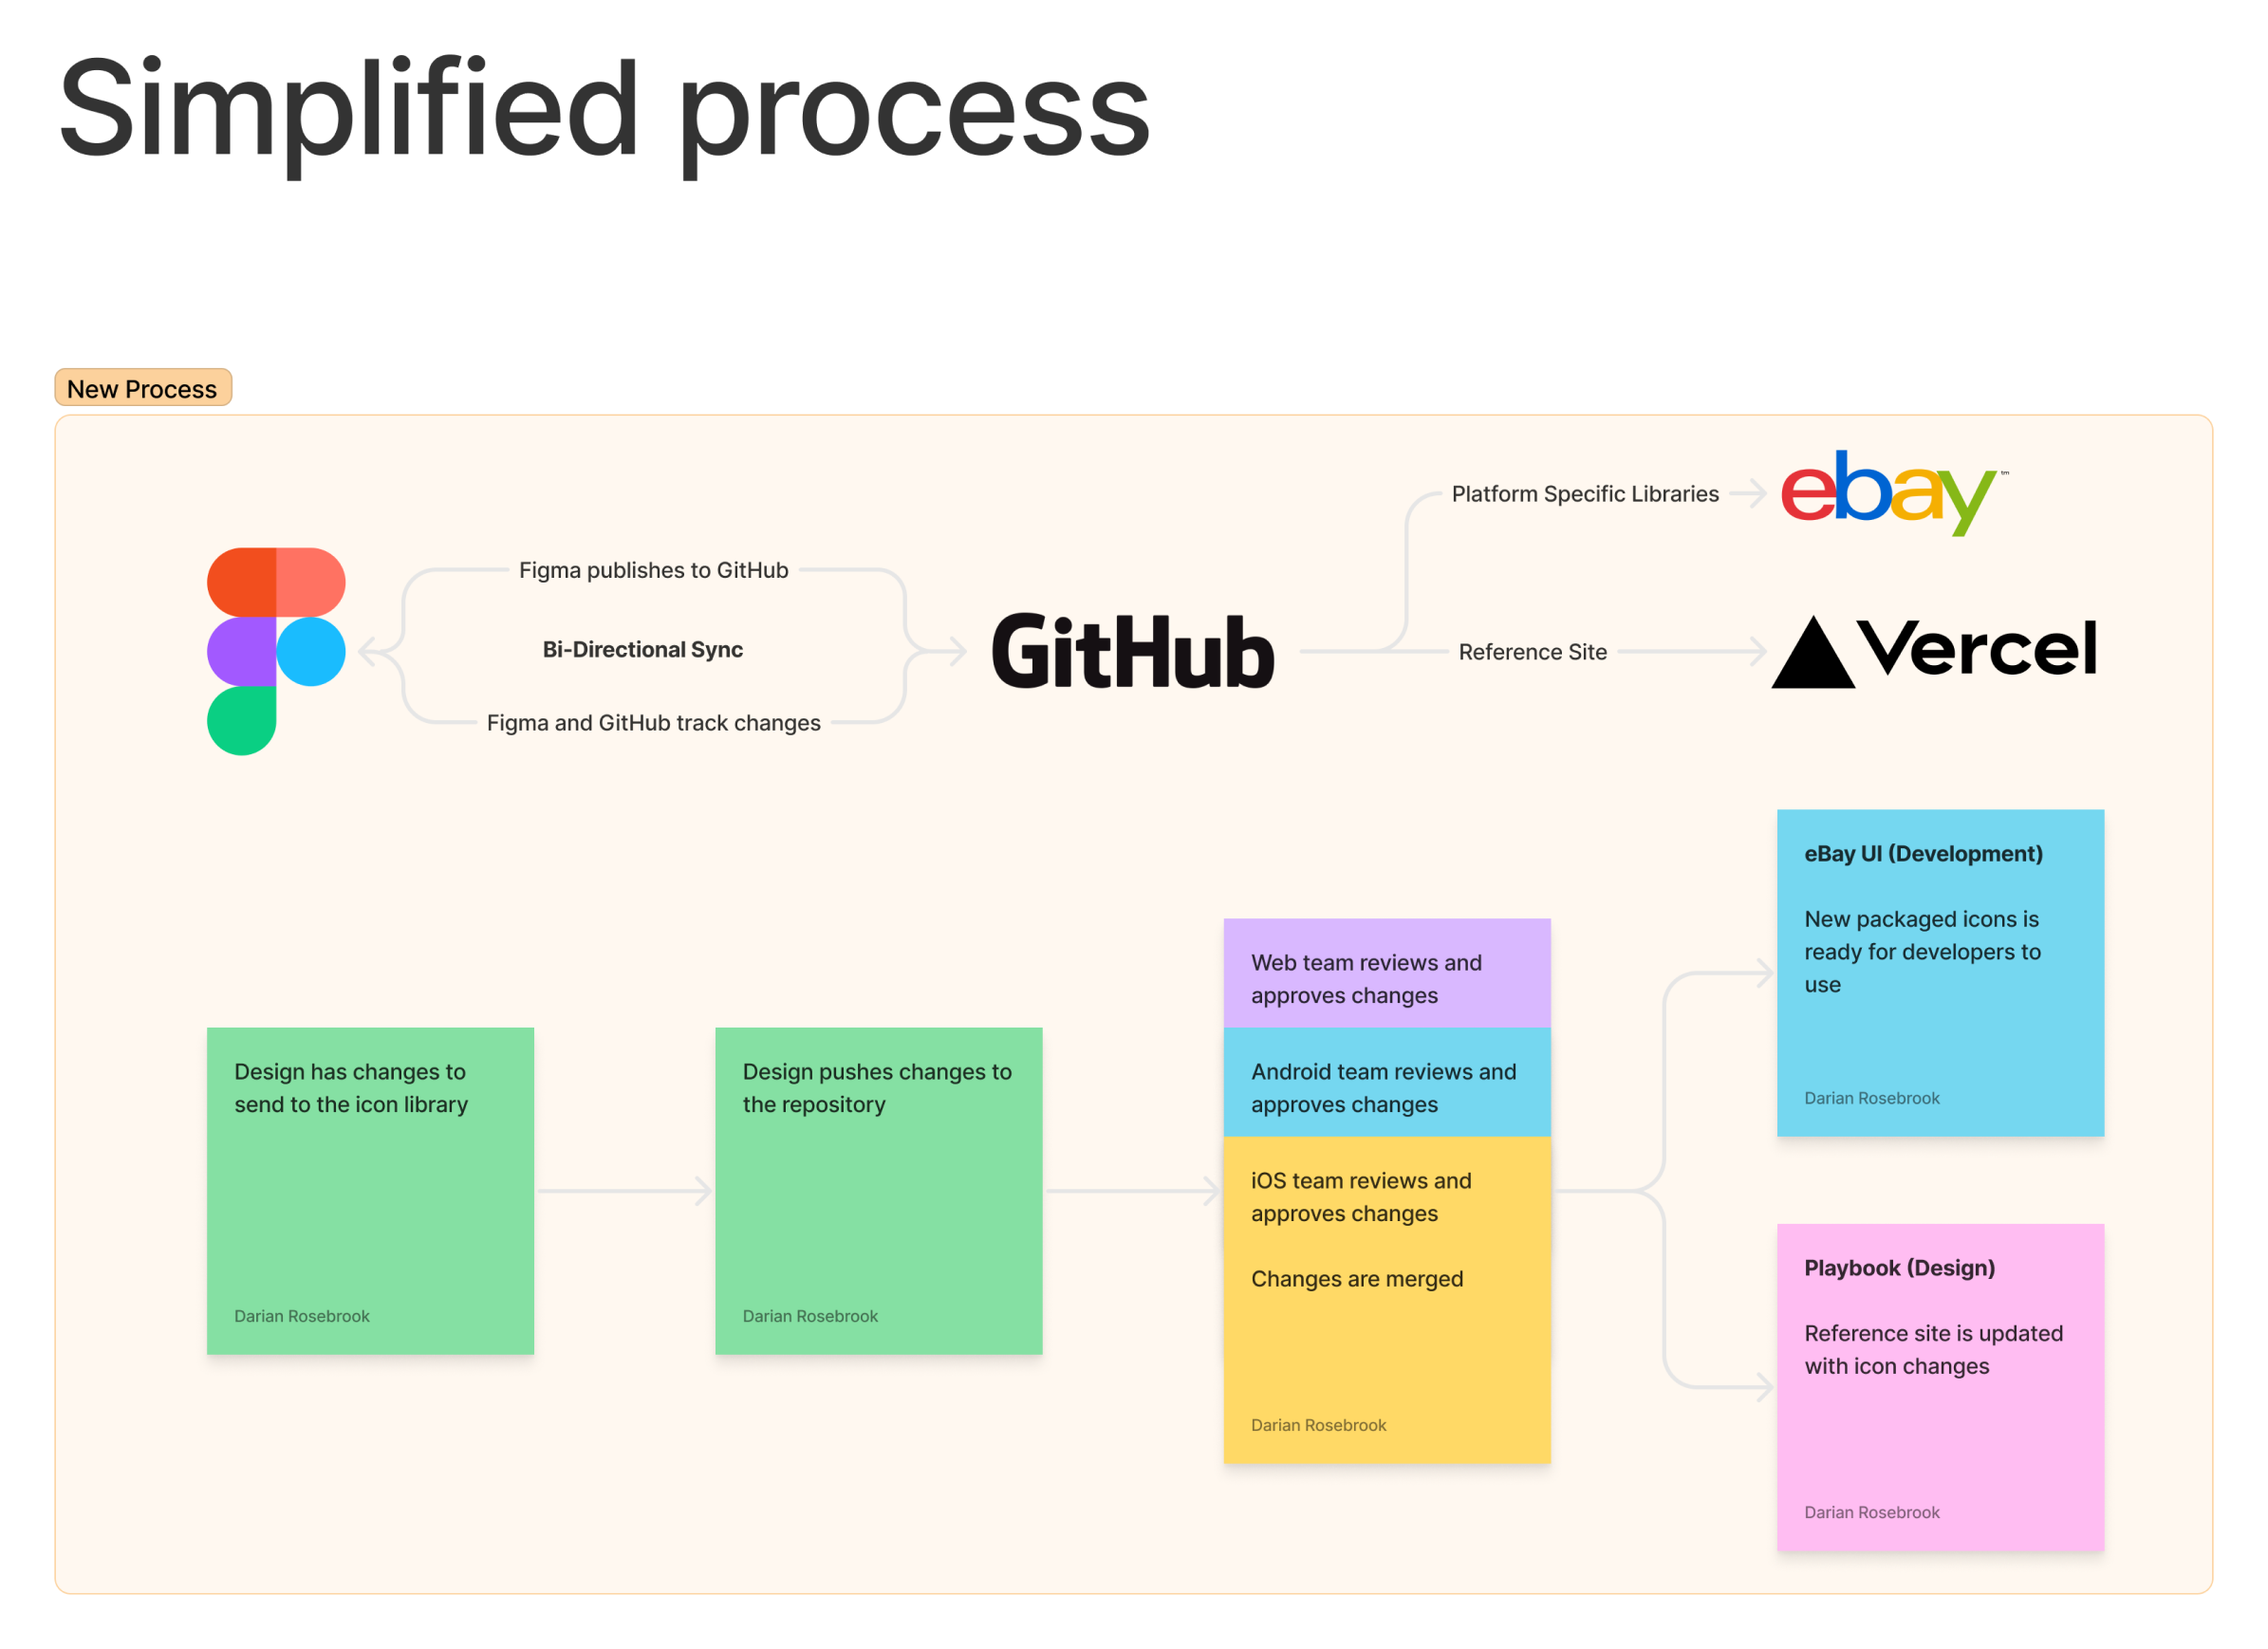 Simplified process
New Process
Platform Specific Libraries
ebay™
Figma publishes to GitHub
Bi-Directional Sync
GitHub
Reference Site
Vercel
Figma and GitHub track changes
Design has changes to
send to the icon library
Darian Rosebrook
Design pushes changes to
the repository
Darian Rosebrook
Web team reviews and
approves changes
Android team reviews and
approves changes
iOS team reviews and
approves changes
Changes are merged
Darian Rosebrook
eBay UI (Development)
New packaged icons is
ready for developers to
use
Darian Rosebrook
Playbook (Design)
Reference site is updated
with icon changes
Darian Rosebrook